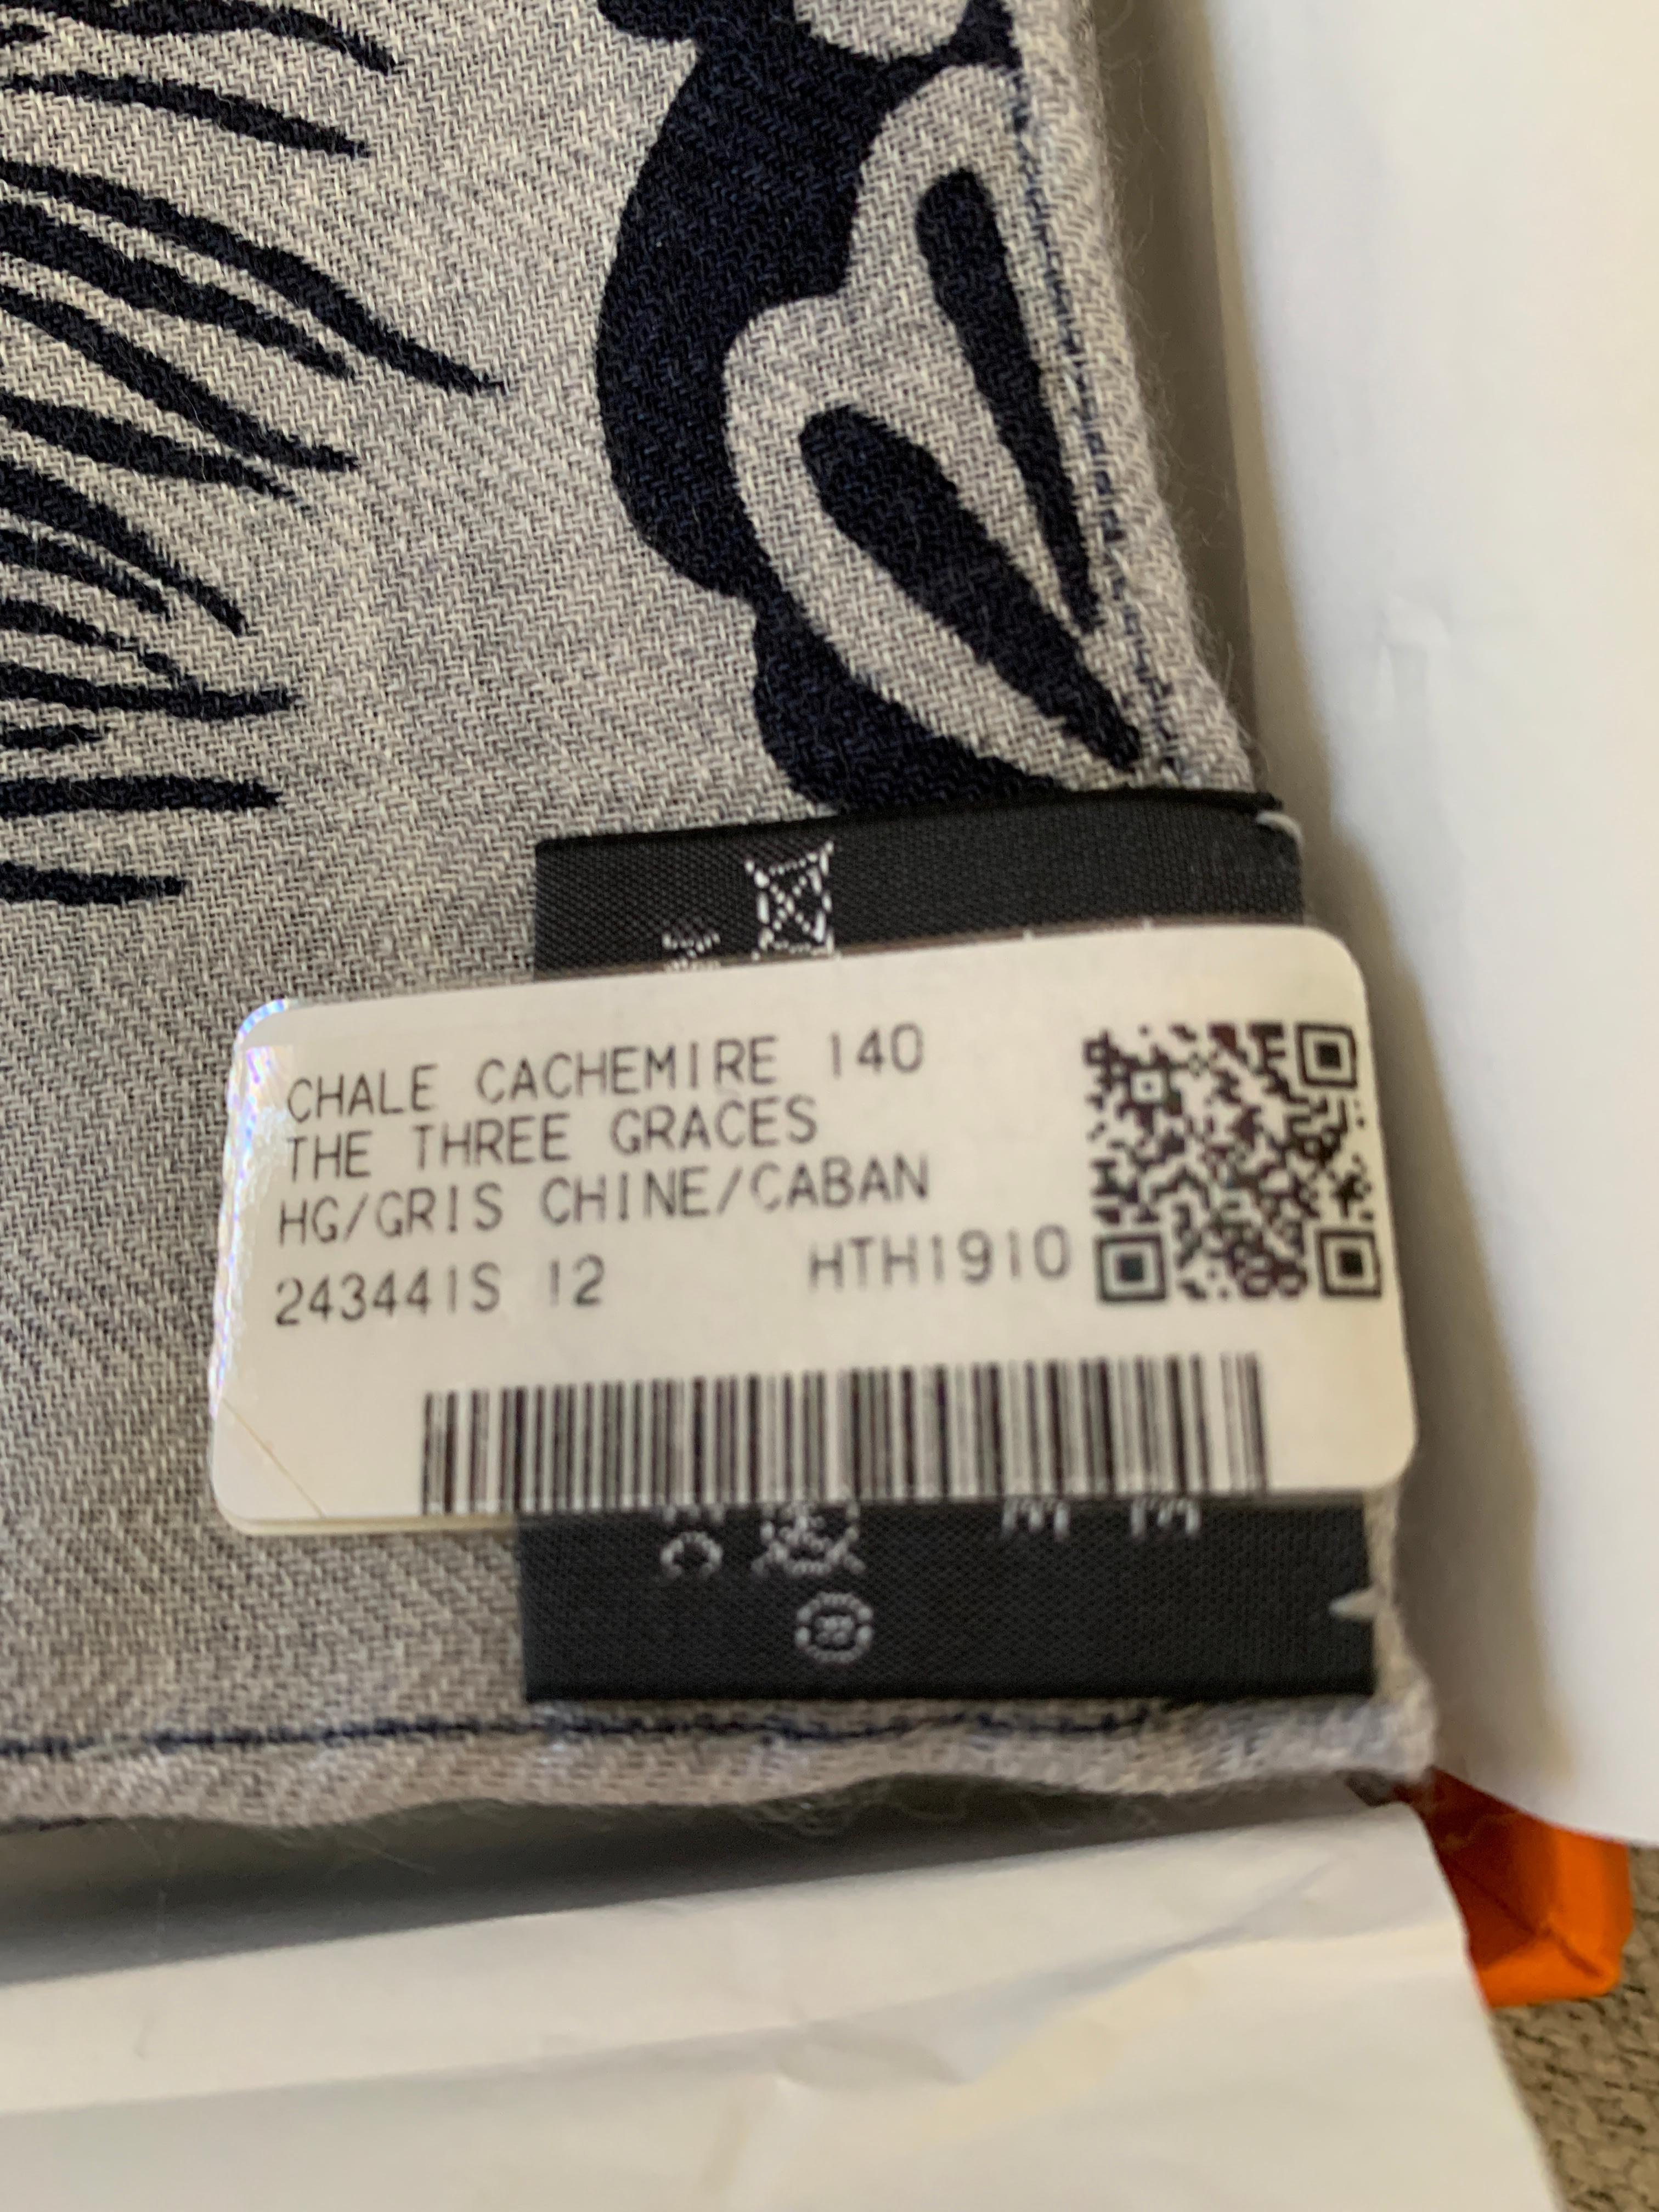 CHALE CACHEMIRE 140
THE THREE GRACES
HG/GRIS CHINE/CABAN
243441S 12 HTH1910